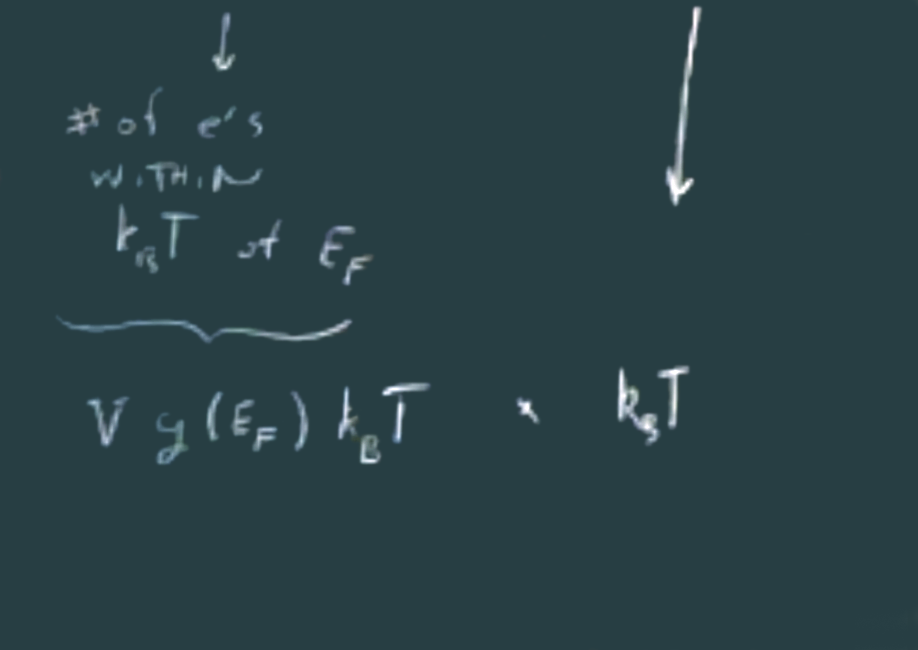 # of e's
WITHIN
k_BT of E_F
V g(E_F) k_BT × k_BT